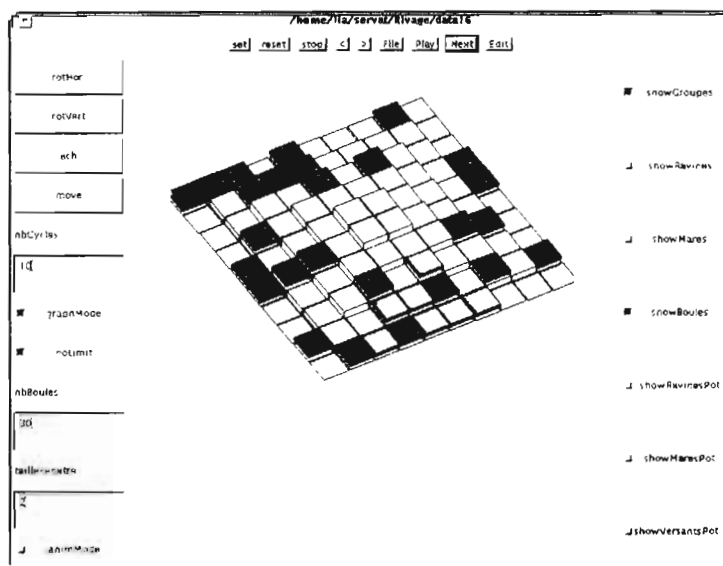 /home/lia/servat/Rivage/data16
set reset stop < > File Play Next Edit
rotHor
rotVert
ech
move
nbCycles
10
graphMode
noLimit
nbBoules
30
animMode
showGroupes
showRavines
showMares
showBoules
showRavinesPot
showMaresPot
showVersantsPot